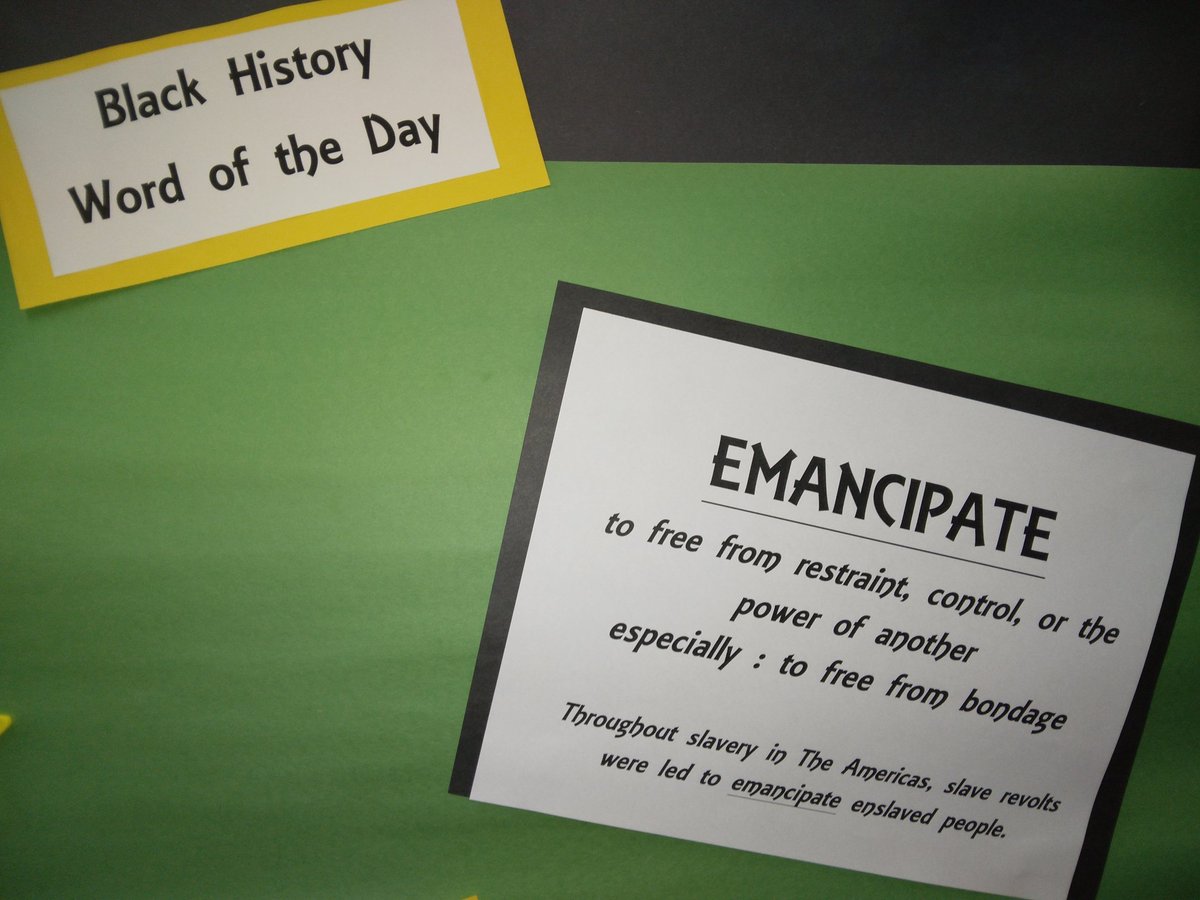 Black History
Word of the Day
EMANCIPATE
to free from restraint, control, or the
power of another
especially : to free from bondage
Throughout slavery in The Americas, slave revolts
were led to emancipate enslaved people.